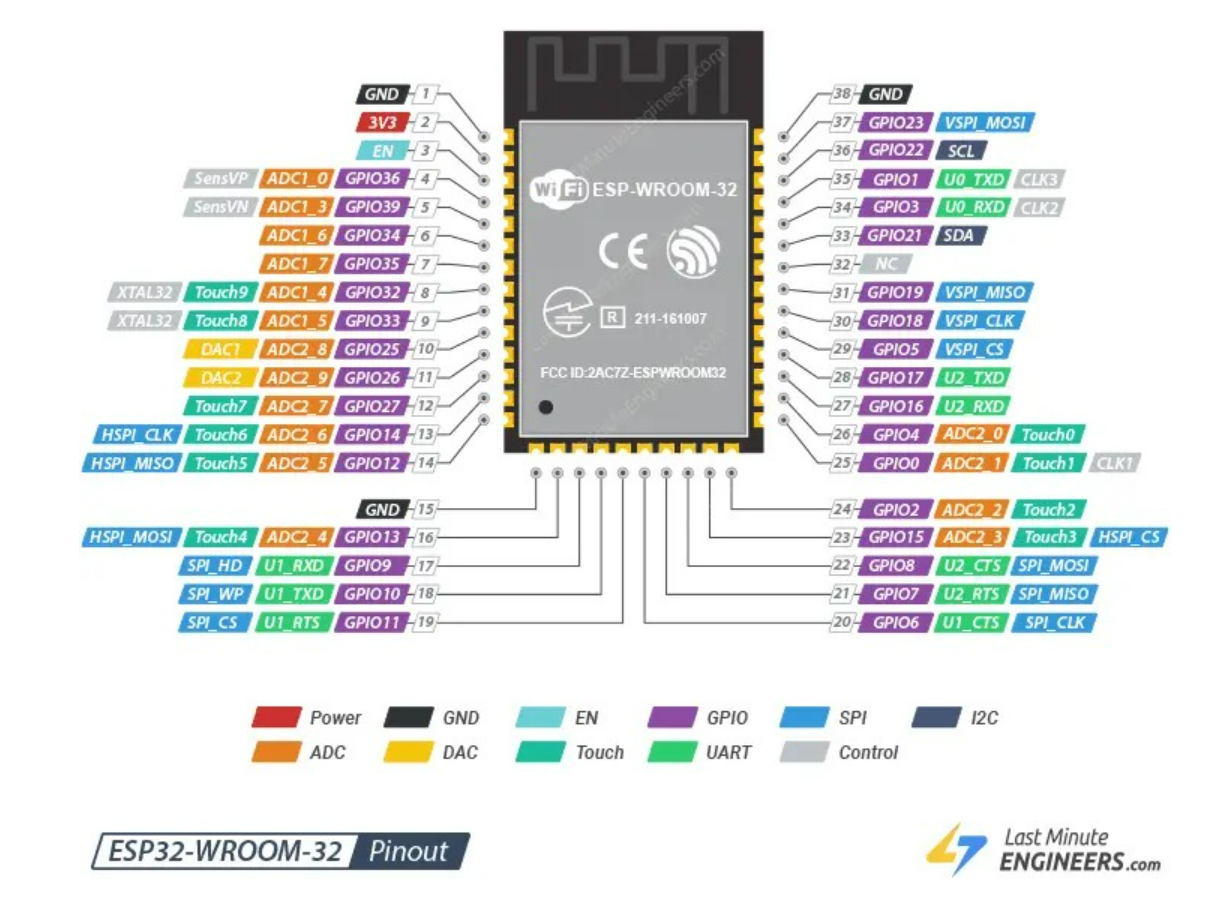 GND 1
3V3 2
EN 3
SensVP ADC1_0 GPIO36 4
SensVN ADC1_3 GPIO39 5
ADC1_6 GPIO34 6
ADC1_7 GPIO35 7
XTAL32 Touch9 ADC1_4 GPIO32 8
XTAL32 Touch8 ADC1_5 GPIO33 9
DAC1 ADC2_8 GPIO25 10
DAC2 ADC2_9 GPIO26 11
Touch7 ADC2_7 GPIO27 12
HSPI_CLK Touch6 ADC2_6 GPIO14 13
HSPI_MISO Touch5 ADC2_5 GPIO12 14
GND 15
HSPI_MOSI Touch4 ADC2_4 GPIO13 16
SPI_HD U1_RXD GPIO9 17
SPI_WP U1_TXD GPIO10 18
SPI_CS U1_RTS GPIO11 19
WiFi ESP-WROOM-32
CE
R 211-161007
FCC ID:2AC7Z-ESPWROOM32
38 GND
37 GPIO23 VSPI_MOSI
36 GPIO22 SCL
35 GPIO1 U0_TXD CLK3
34 GPIO3 U0_RXD CLK2
33 GPIO21 SDA
32 NC
31 GPIO19 VSPI_MISO
30 GPIO18 VSPI_CLK
29 GPIO5 VSPI_CS
28 GPIO17 U2_TXD
27 GPIO16 U2_RXD
26 GPIO4 ADC2_0 Touch0
25 GPIO0 ADC2_1 Touch1 CLK1
24 GPIO2 ADC2_2 Touch2
23 GPIO15 ADC2_3 Touch3 HSPI_CS
22 GPIO8 U2_CTS SPI_MOSI
21 GPIO7 U2_RTS SPI_MISO
20 GPIO6 U1_CTS SPI_CLK
Power GND EN GPIO SPI I2C
ADC DAC Touch UART Control
ESP32-WROOM-32 Pinout
Last Minute
ENGINEERS.com